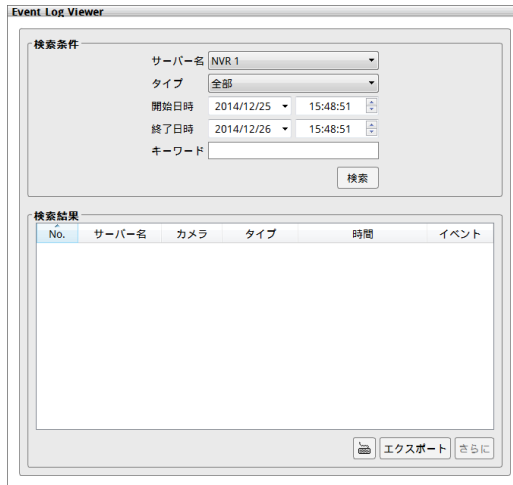 Event Log Viewer
検索条件
サーバー名 NVR 1
タイプ 全部
開始日時 2014/12/25 15:48:51
終了日時 2014/12/26 15:48:51
キーワード
検索
検索結果
No. サーバー名 カメラ タイプ 時間 イベント
エクスポート さらに